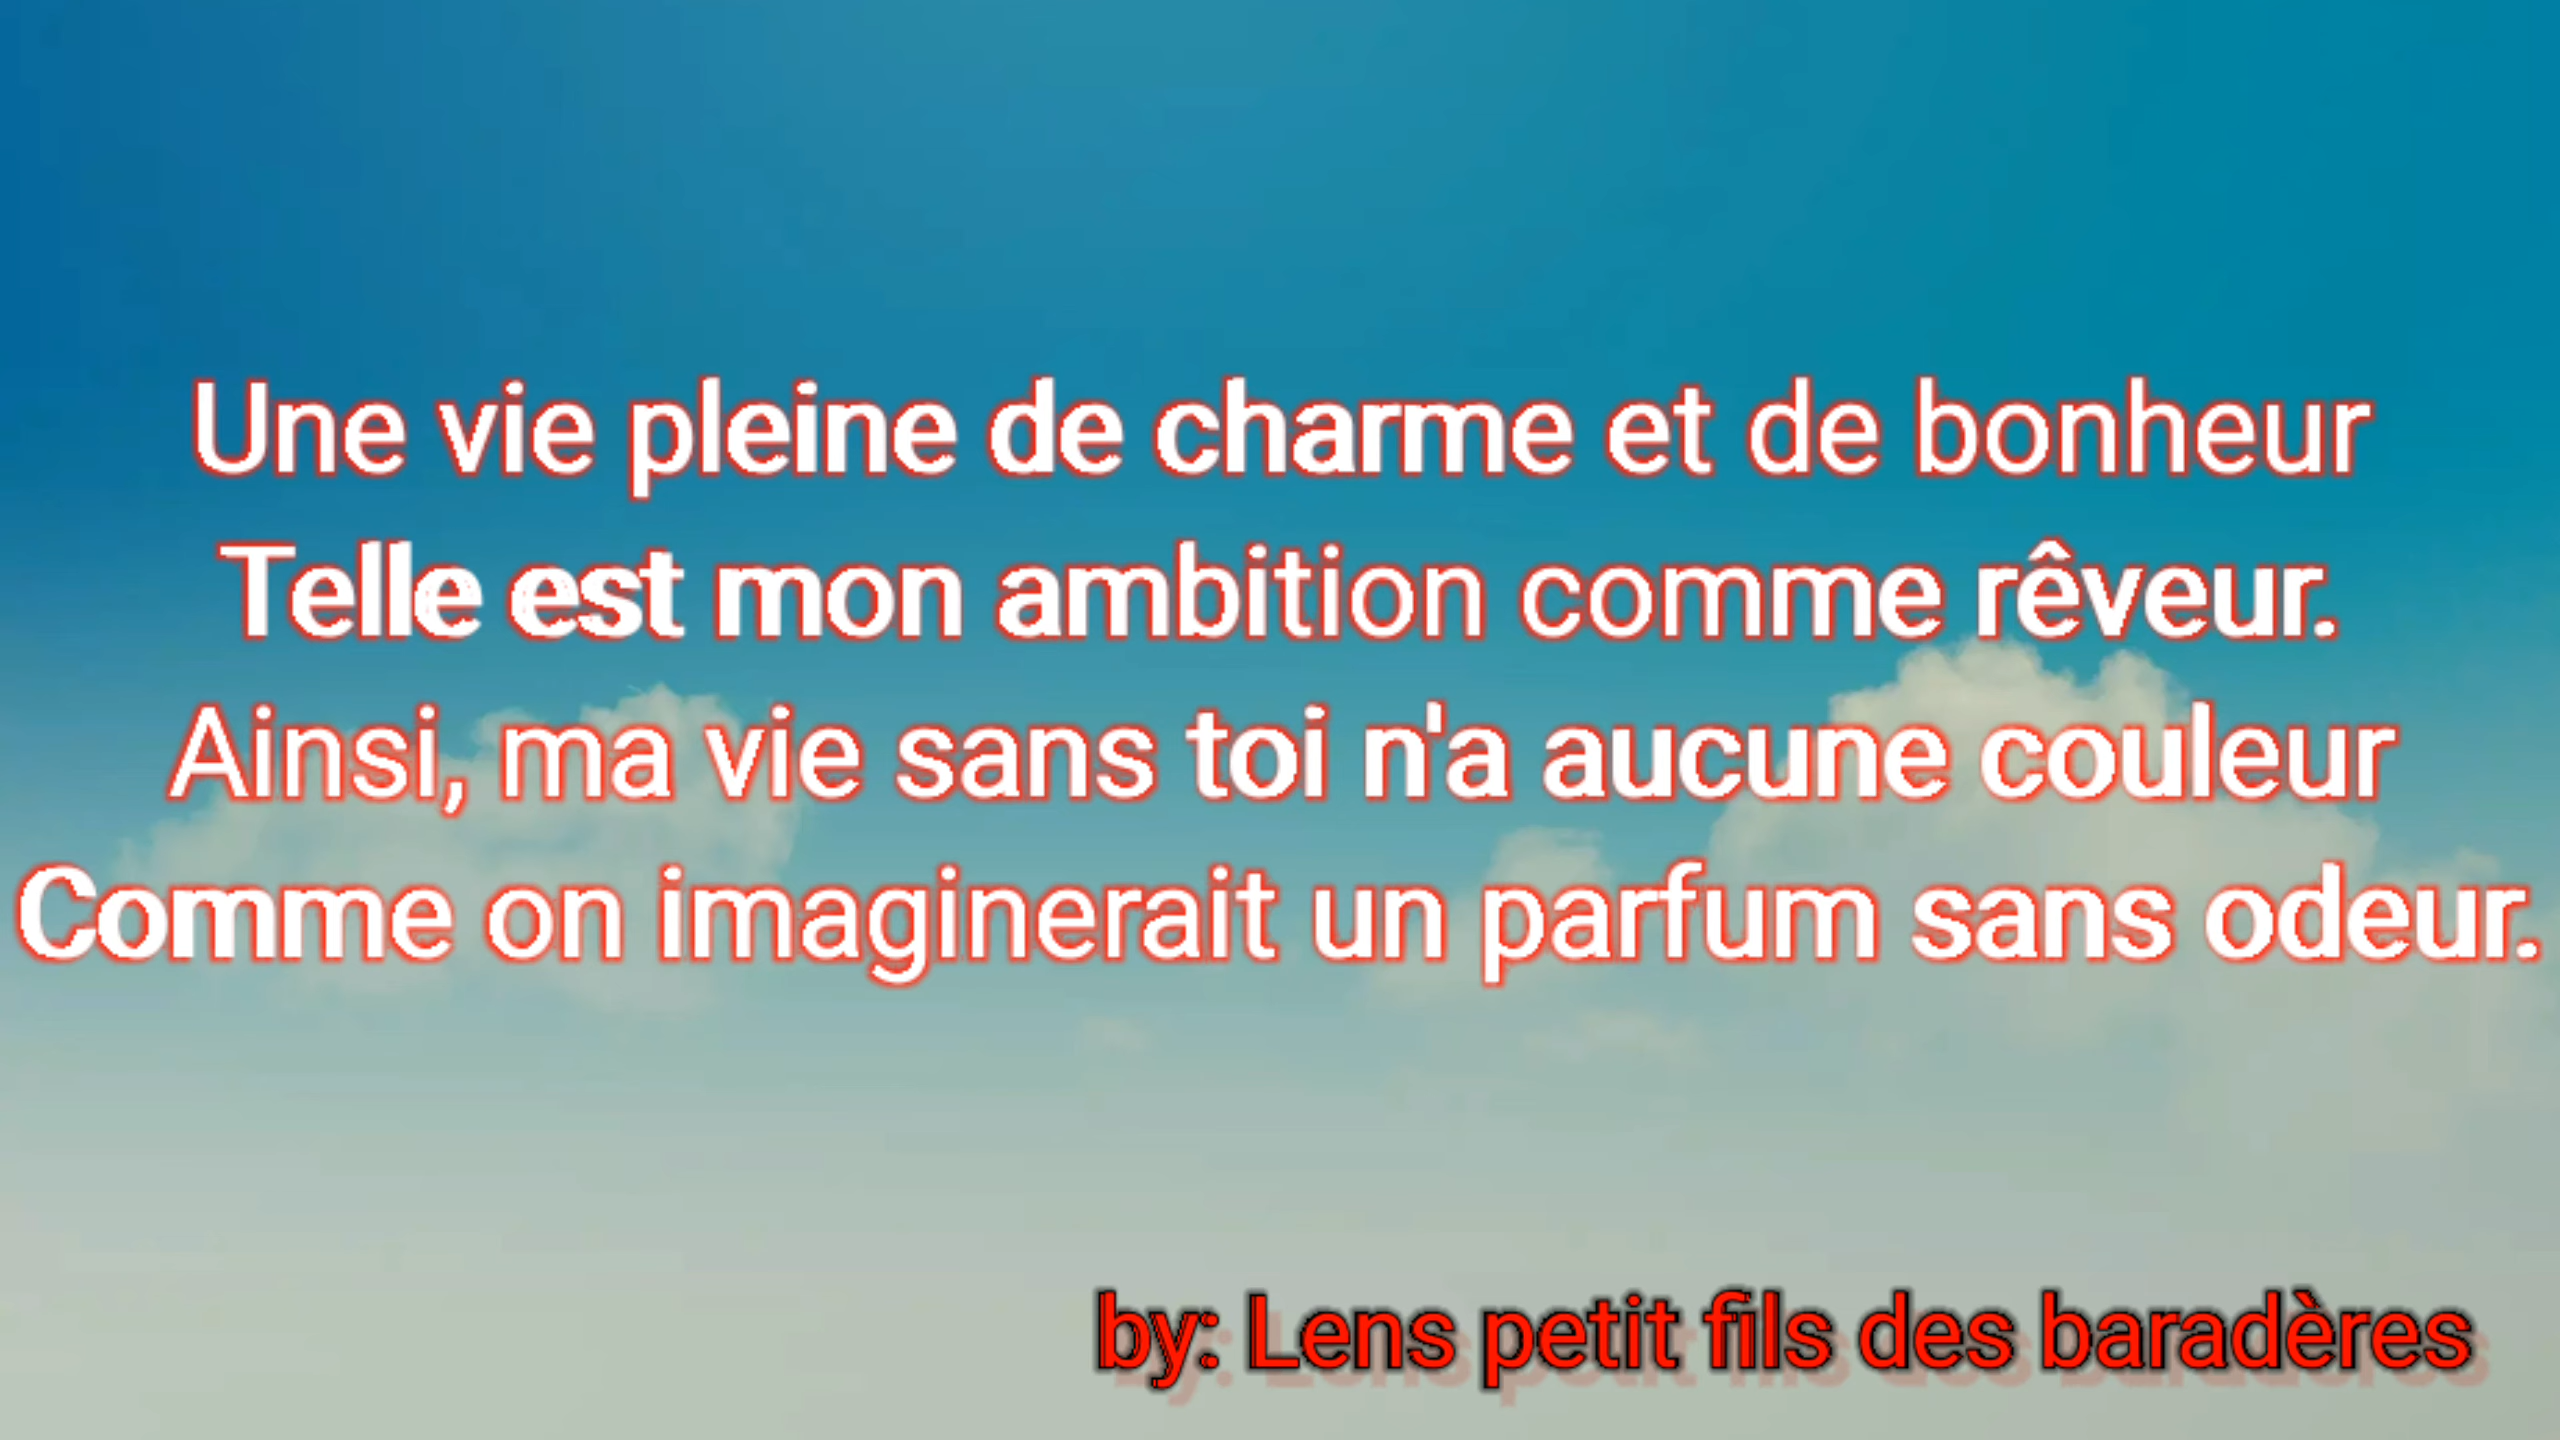 Une vie pleine de charme et de bonheur
Telle est mon ambition comme rêveur.
Ainsi, ma vie sans toi n'a aucune couleur
Comme on imaginerait un parfum sans odeur.
by: Lens petit fils des baradères